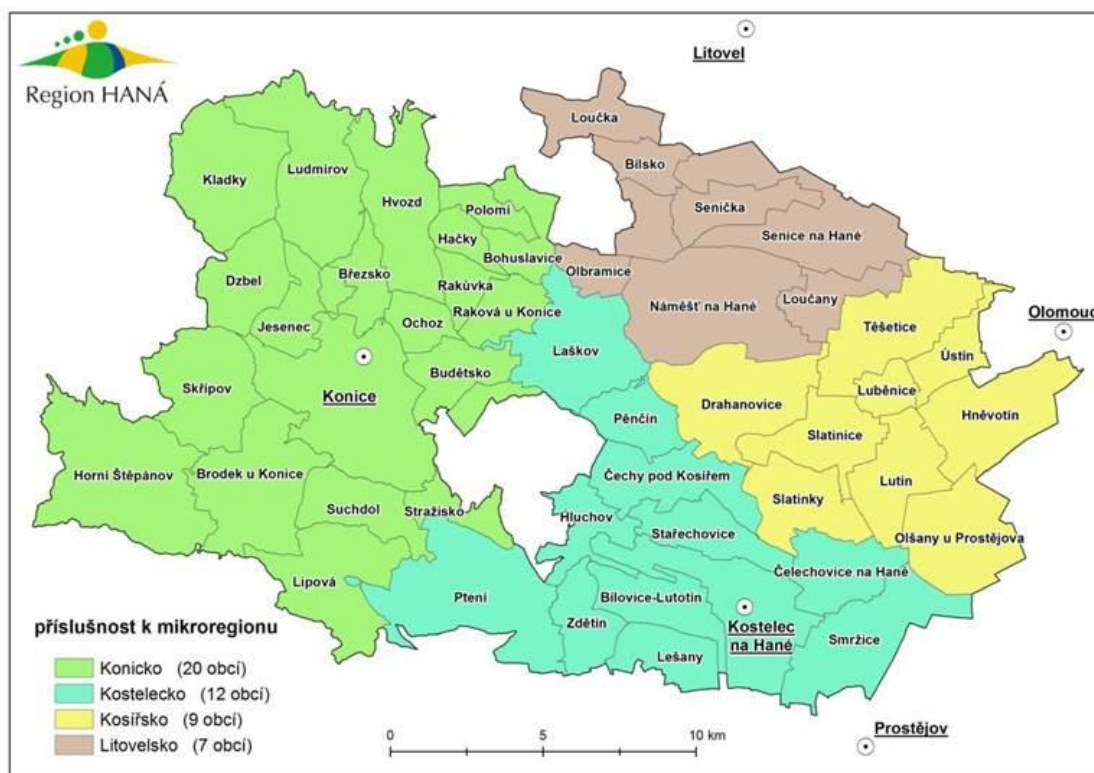 Region HANÁ
Litovel
Loučka
Bílsko
Ludmírov
Kladky
Hvozd
Senička
Polomí
Senice na Hané
Hačky
Bohuslavice
Olbramice
Březsko
Dzbel
Rakůvka
Náměšť na Hané
Loučany
Raková u Konice
Olomouc
Jesenec
Ochoz
Těšetice
Laškov
Ústín
Budětsko
Skřípov
Luběnice
Konice
Drahanovice
Hněvotín
Pěnčín
Slatinice
Horní Štěpánov
Brodek u Konice
Čechy pod Kosířem
Lutín
Slatinky
Suchdol
Stražisko
Hluchov
Stařechovice
Olšany u Prostějova
Čelechovice na Hané
Lipová
Ptení
Bílovice-Lutotín
Zdětín
Kostelec
na Hané
Smržice
Lešany
příslušnost k mikroregionu
Konicko (20 obcí)
Kostelecko (12 obcí)
Kosířsko (9 obcí)
Litovelsko (7 obcí)
0 5 10 km
Prostějov